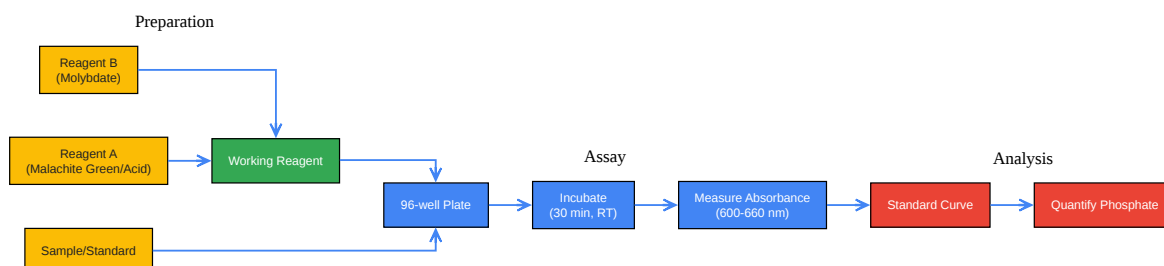 Preparation
Reagent B
(Molybdate)
Reagent A
(Malachite Green/Acid)
Working Reagent
Sample/Standard
Assay
96-well Plate
Incubate
(30 min, RT)
Measure Absorbance
(600-660 nm)
Analysis
Standard Curve
Quantify Phosphate